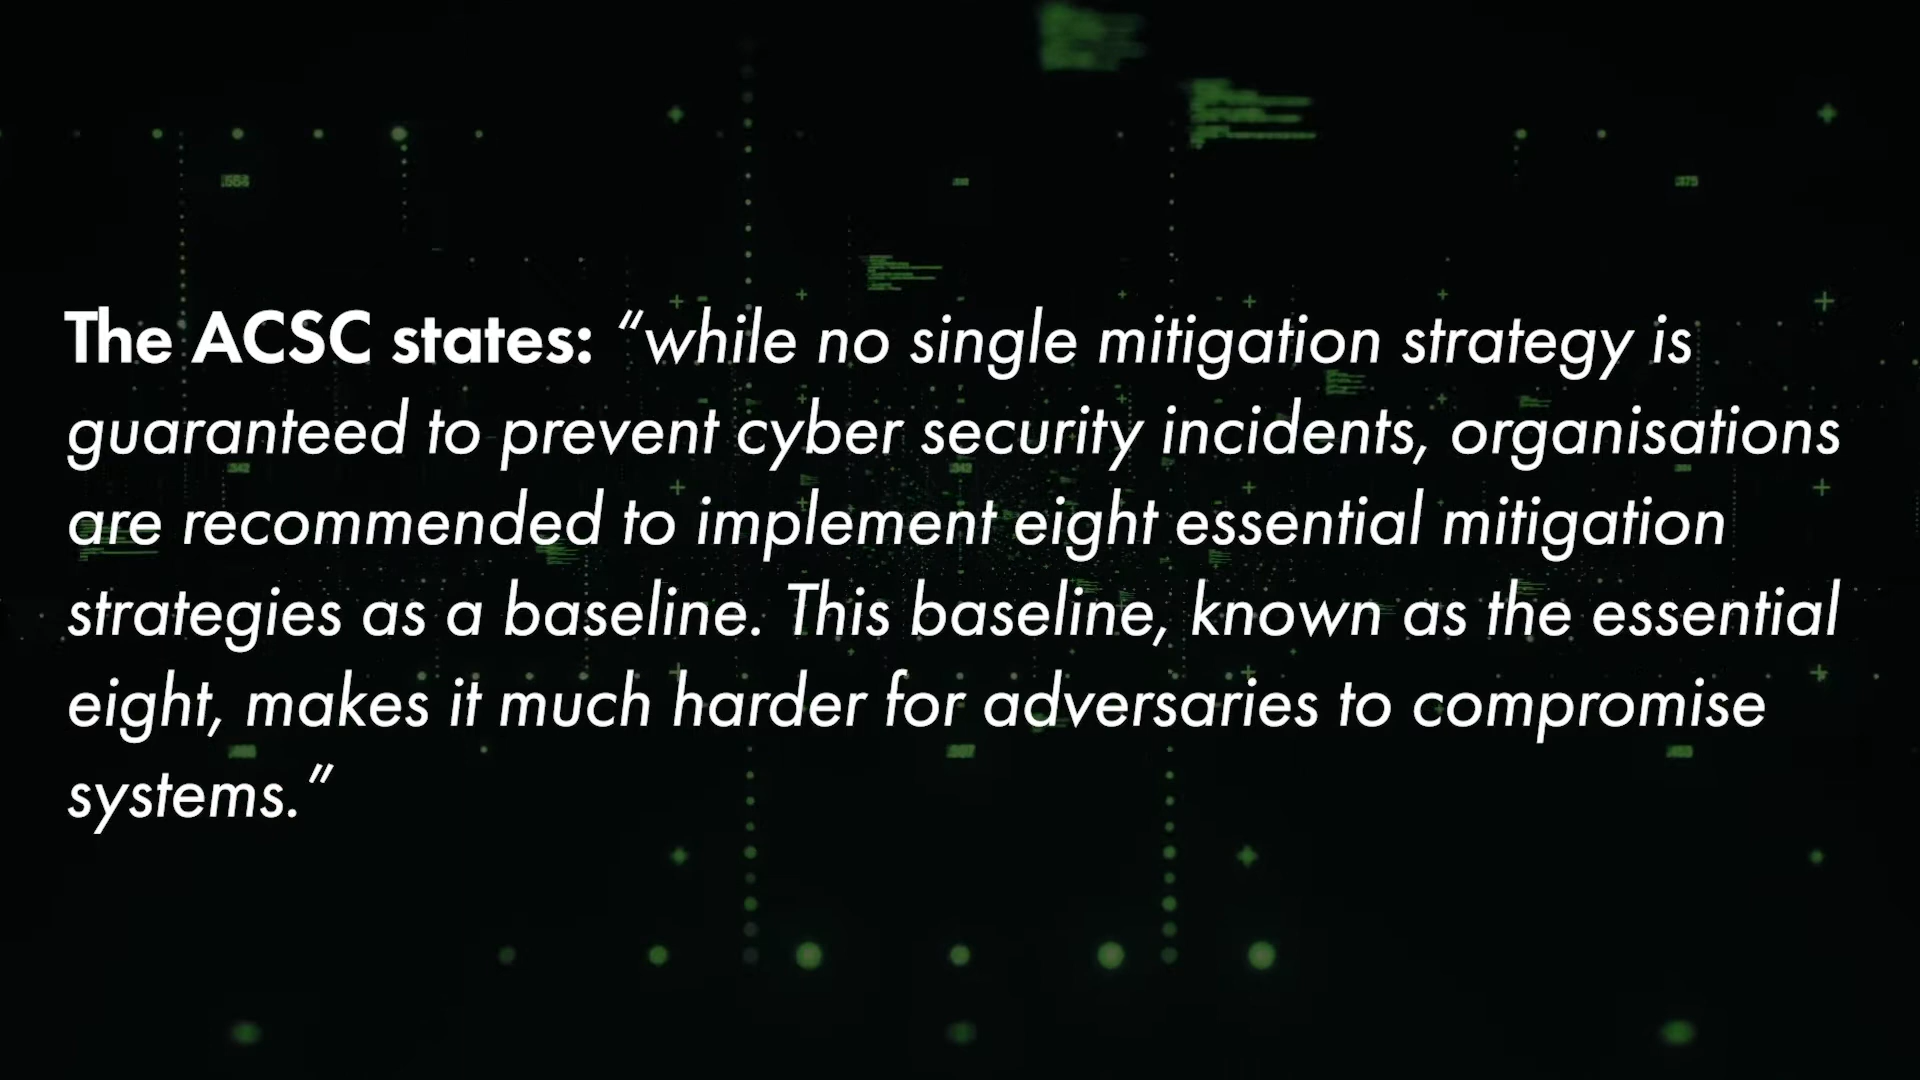 The ACSC states: “while no single mitigation strategy is
guaranteed to prevent cyber security incidents, organisations
are recommended to implement eight essential mitigation
strategies as a baseline. This baseline, known as the essential
eight, makes it much harder for adversaries to compromise
systems.”